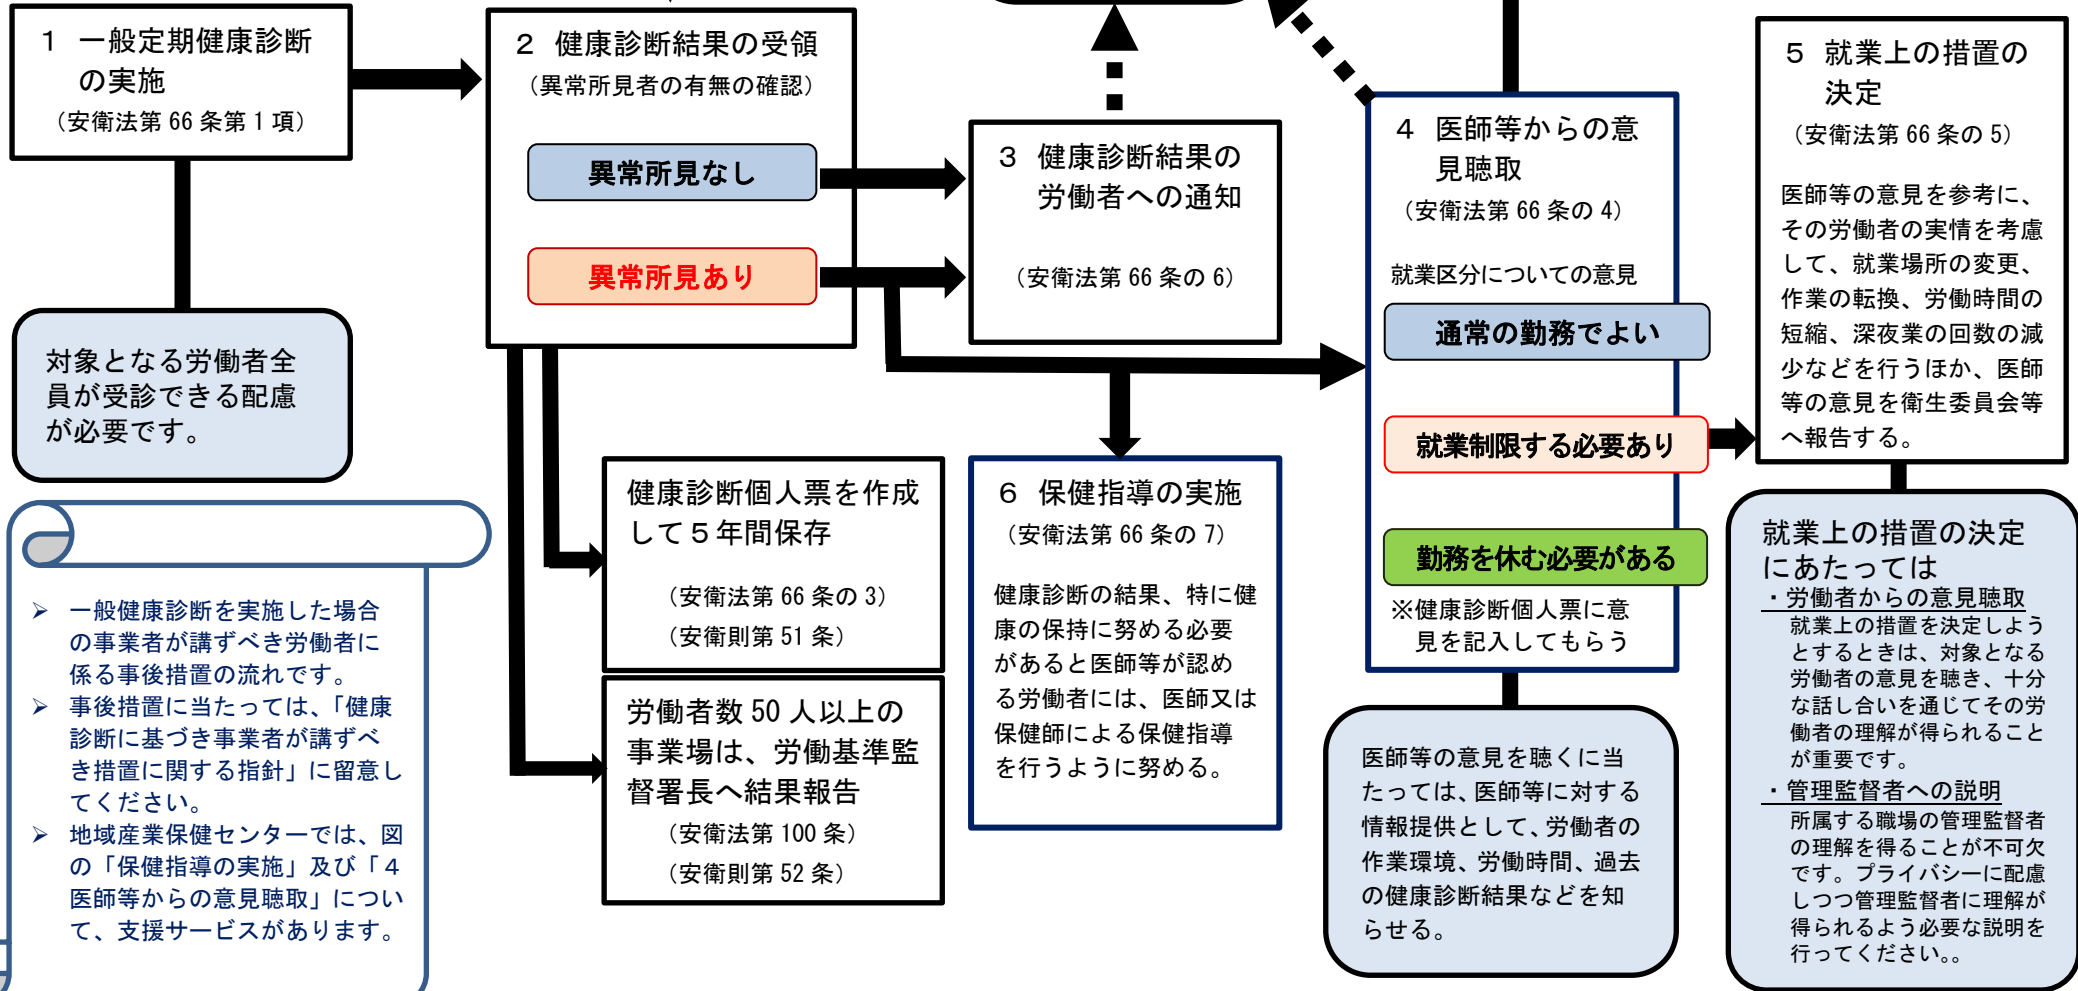 1 一般定期健康診断
の実施
（安衛法第 66 条第 1 項）
対象となる労働者全
員が受診できる配慮
が必要です。
➢ 一般健康診断を実施した場合
の事業者が講ずべき労働者に
係る事後措置の流れです。
➢ 事後措置に当たっては、「健康
診断に基づき事業者が講ずべ
き措置に関する指針」に留意し
てください。
➢ 地域産業保健センターでは、図
の「保健指導の実施」及び「4
医師等からの意見聴取」につい
て、支援サービスがあります。
2 健康診断結果の受領
（異常所見者の有無の確認）
異常所見なし
異常所見あり
健康診断個人票を作成
して５年間保存
（安衛法第 66 条の 3）
（安衛則第 51 条）
労働者数 50 人以上の
事業場は、労働基準監
督署長へ結果報告
（安衛法第 100 条）
（安衛則第 52 条）
3 健康診断結果の
労働者への通知
（安衛法第 66 条の 6）
6 保健指導の実施
（安衛法第 66 条の 7）
健康診断の結果、特に健
康の保持に努める必要
があると医師等が認め
る労働者には、医師又は
保健師による保健指導
を行うように努める。
4 医師等からの意
見聴取
（安衛法第 66 条の 4）
就業区分についての意見
通常の勤務でよい
就業制限する必要あり
勤務を休む必要がある
※健康診断個人票に意
見を記入してもらう
医師等の意見を聴くに当
たっては、医師等に対する
情報提供として、労働者の
作業環境、労働時間、過去
の健康診断結果などを知
らせる。
5 就業上の措置の
決定
（安衛法第 66 条の 5）
医師等の意見を参考に、
その労働者の実情を考慮
して、就業場所の変更、
作業の転換、労働時間の
短縮、深夜業の回数の減
少などを行うほか、医師
等の意見を衛生委員会等
へ報告する。
就業上の措置の決定
にあたっては
・労働者からの意見聴取
就業上の措置を決定しよう
とするときは、対象となる
労働者の意見を聴き、十分
な話し合いを通じてその労
働者の理解が得られること
が重要です。
・管理監督者への説明
所属する職場の管理監督者
の理解を得ることが不可欠
です。プライバシーに配慮
しつつ管理監督者に理解が
得られるよう必要な説明を
行ってください。。